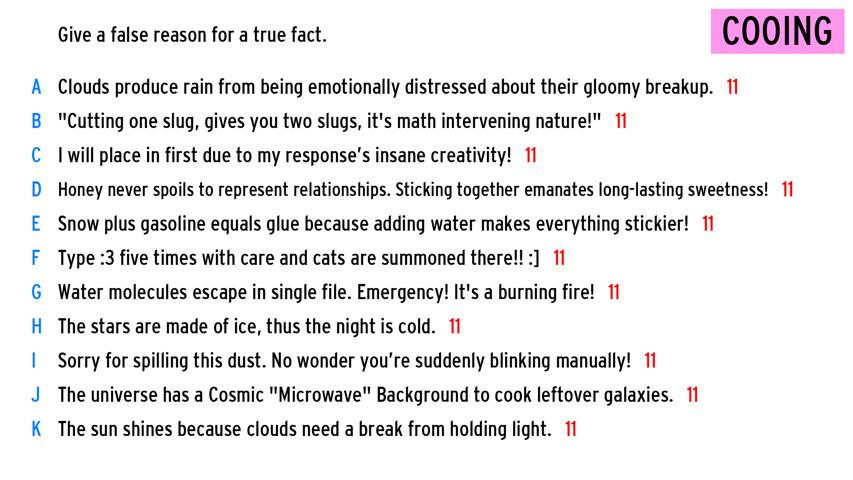 Give a false reason for a true fact.
COOING
A Clouds produce rain from being emotionally distressed about their gloomy breakup. 11
B "Cutting one slug, gives you two slugs, it's math intervening nature!" 11
C I will place in first due to my response's insane creativity! 11
D Honey never spoils to represent relationships. Sticking together emanates long-lasting sweetness! 11
E Snow plus gasoline equals glue because adding water makes everything stickier! 11
F Type :3 five times with care and cats are summoned there!! :] 11
G Water molecules escape in single file. Emergency! It's a burning fire! 11
H The stars are made of ice, thus the night is cold. 11
I Sorry for spilling this dust. No wonder you're suddenly blinking manually! 11
J The universe has a Cosmic "Microwave" Background to cook leftover galaxies. 11
K The sun shines because clouds need a break from holding light. 11